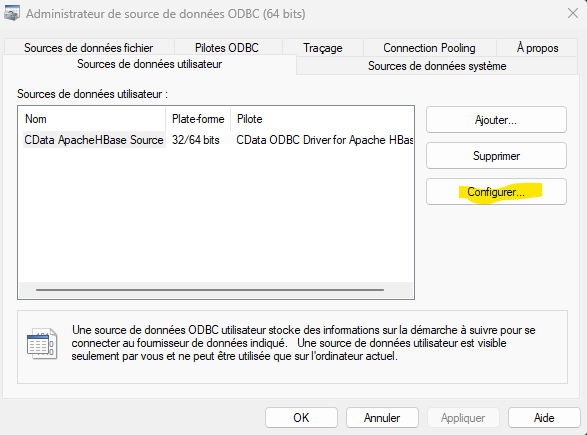 Administrateur de source de données ODBC (64 bits)
Sources de données fichier Pilotes ODBC Traçage Connection Pooling À propos
Sources de données utilisateur Sources de données système
Sources de données utilisateur :
Nom Plate-forme Pilote
CData ApacheHBase Source 32/64 bits CData ODBC Driver for Apache HBas
Ajouter...
Supprimer
Configurer...
Une source de données ODBC utilisateur stocke des informations sur la démarche à suivre pour se
connecter au fournisseur de données indiqué. Une source de données utilisateur est visible
seulement par vous et ne peut être utilisée que sur l'ordinateur actuel.
OK Annuler Appliquer Aide